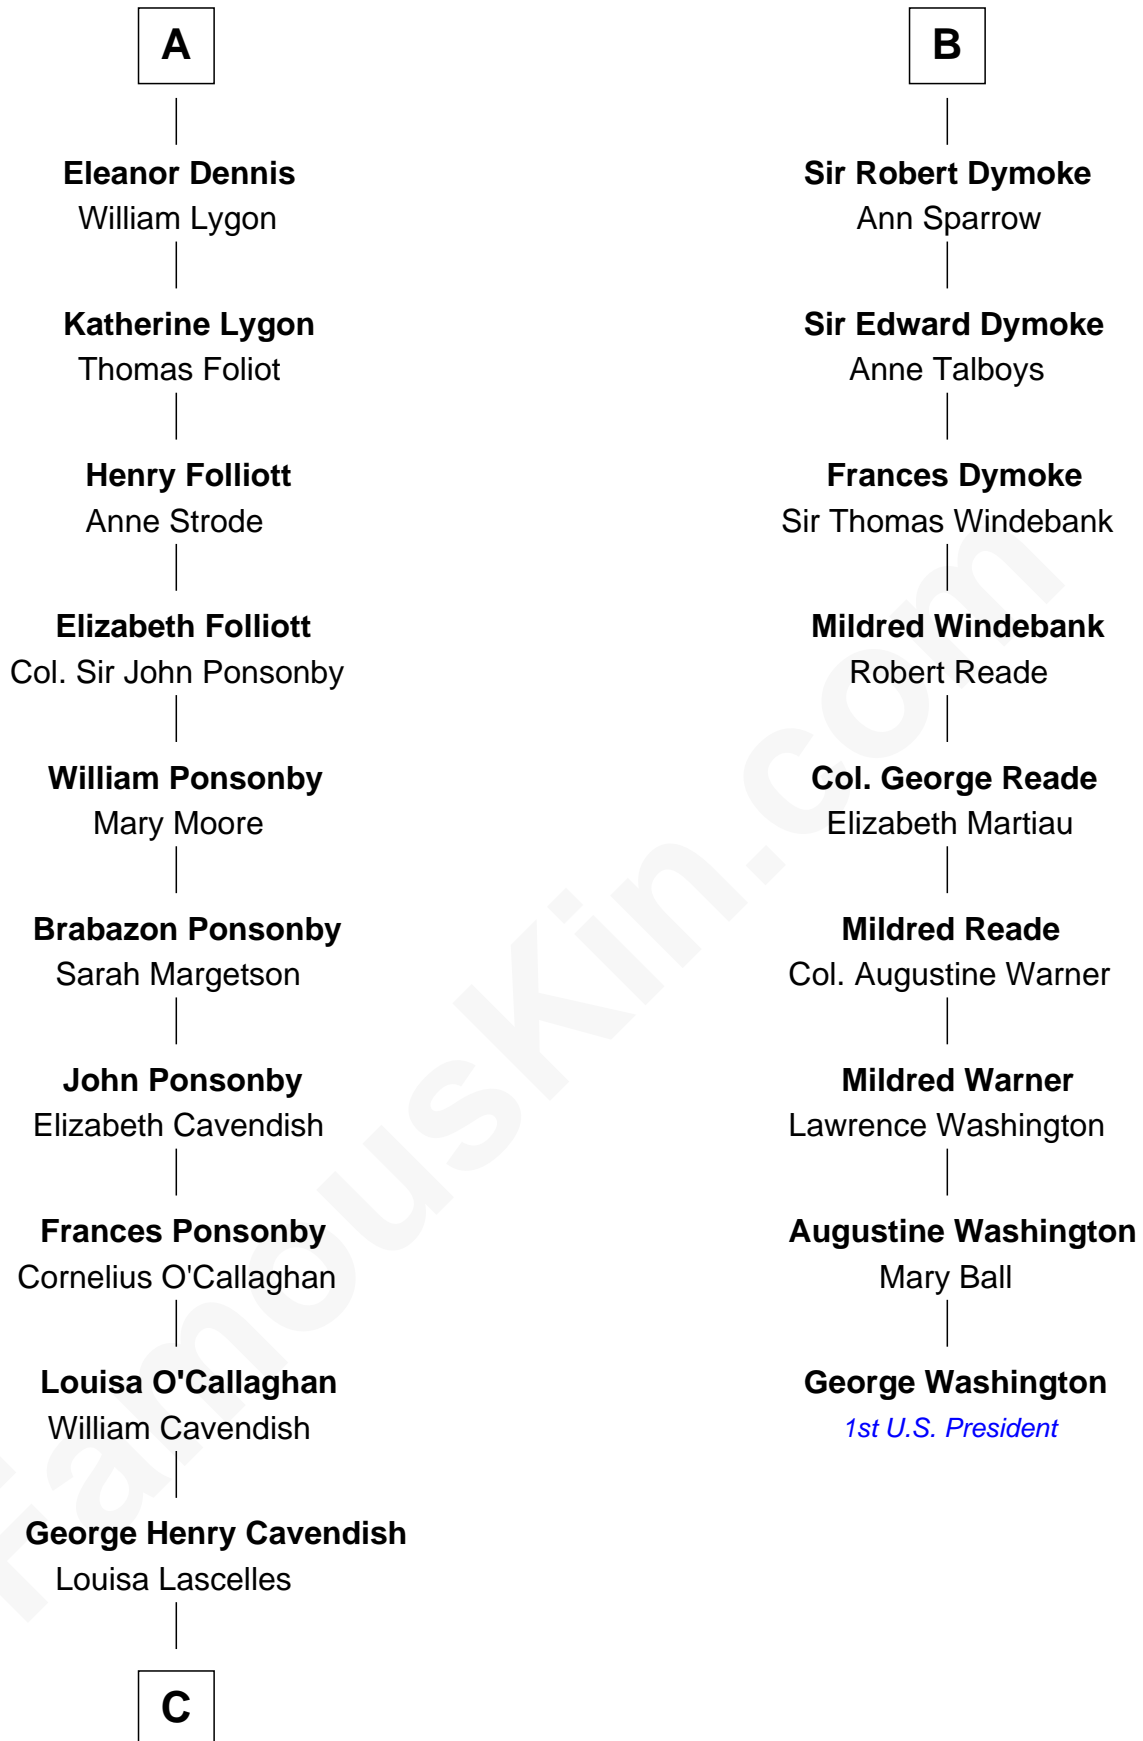 A
Eleanor Dennis
William Lygon
Katherine Lygon
Thomas Foliot
Henry Folliott
Anne Strode
Elizabeth Folliott
Col. Sir John Ponsonby
William Ponsonby
Mary Moore
Brabazon Ponsonby
Sarah Margetson
John Ponsonby
Elizabeth Cavendish
Frances Ponsonby
Cornelius O'Callaghan
Louisa O'Callaghan
William Cavendish
George Henry Cavendish
Louisa Lascelles
C
B
Sir Robert Dymoke
Ann Sparrow
Sir Edward Dymoke
Anne Talboys
Frances Dymoke
Sir Thomas Windebank
Mildred Windebank
Robert Reade
Col. George Reade
Elizabeth Martiau
Mildred Reade
Col. Augustine Warner
Mildred Warner
Lawrence Washington
Augustine Washington
Mary Ball
George Washington
1st U.S. President
FamousKin.com